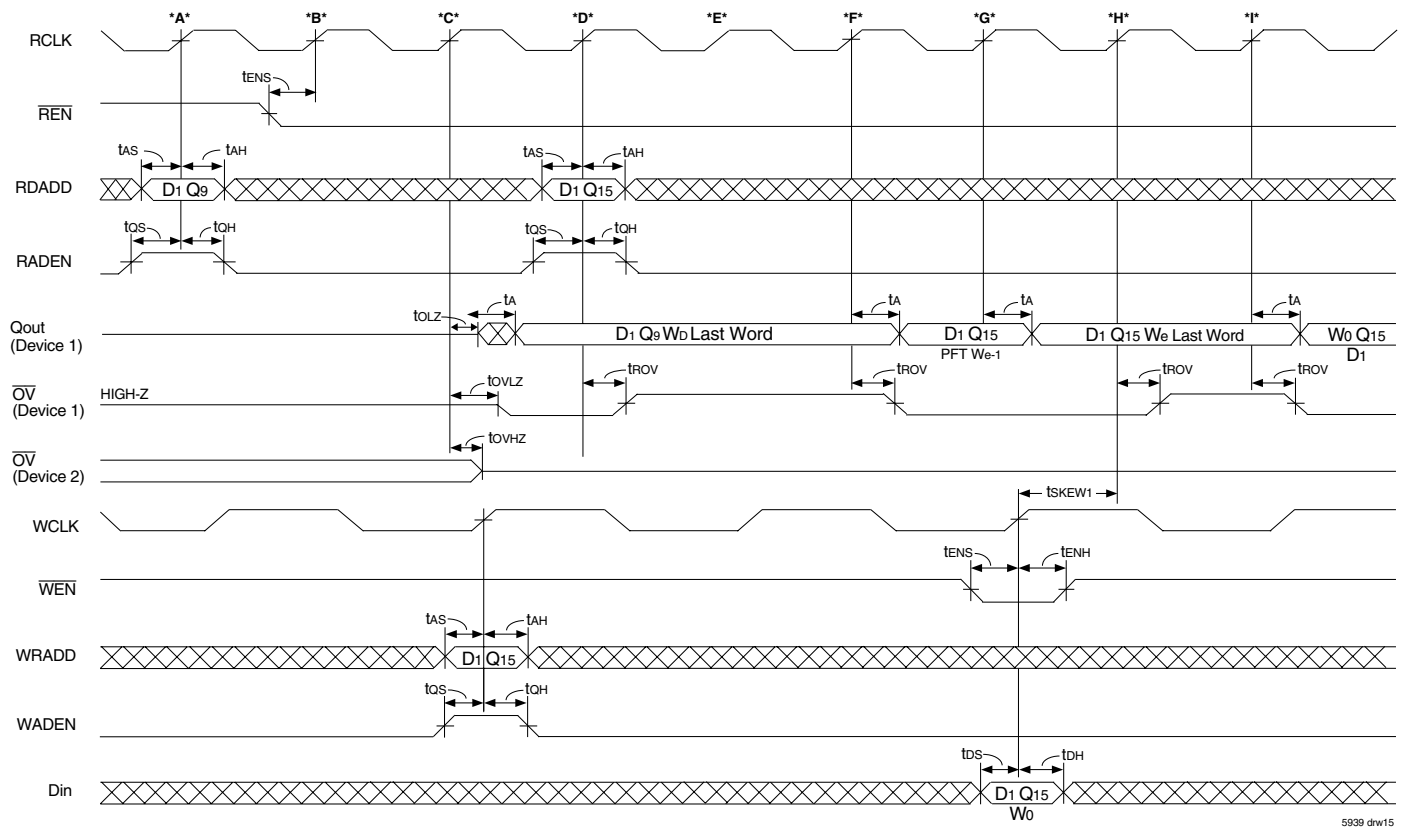 *A* *B* *C* *D* *E* *F* *G* *H* *I*
RCLK
tENS
REN
tAS tAH tAS tAH
RDADD D1 Q9 D1 Q15
tQS tQH tQS tQH
RADEN
tOLZ tA tA tA tA
Qout D1 Q9 WD Last Word D1 Q15 D1 Q15 We Last Word W0 Q15
(Device 1) PFT We-1 D1
tOVLZ tROV tROV tROV tROV
OV HIGH-Z
(Device 1)
tOVHZ
OV
(Device 2)
tSKEW1
WCLK
tENS tENH
WEN
tAS tAH
WRADD D1 Q15
tQS tQH
WADEN
tDS tDH
Din D1 Q15
W0
5939 drw15